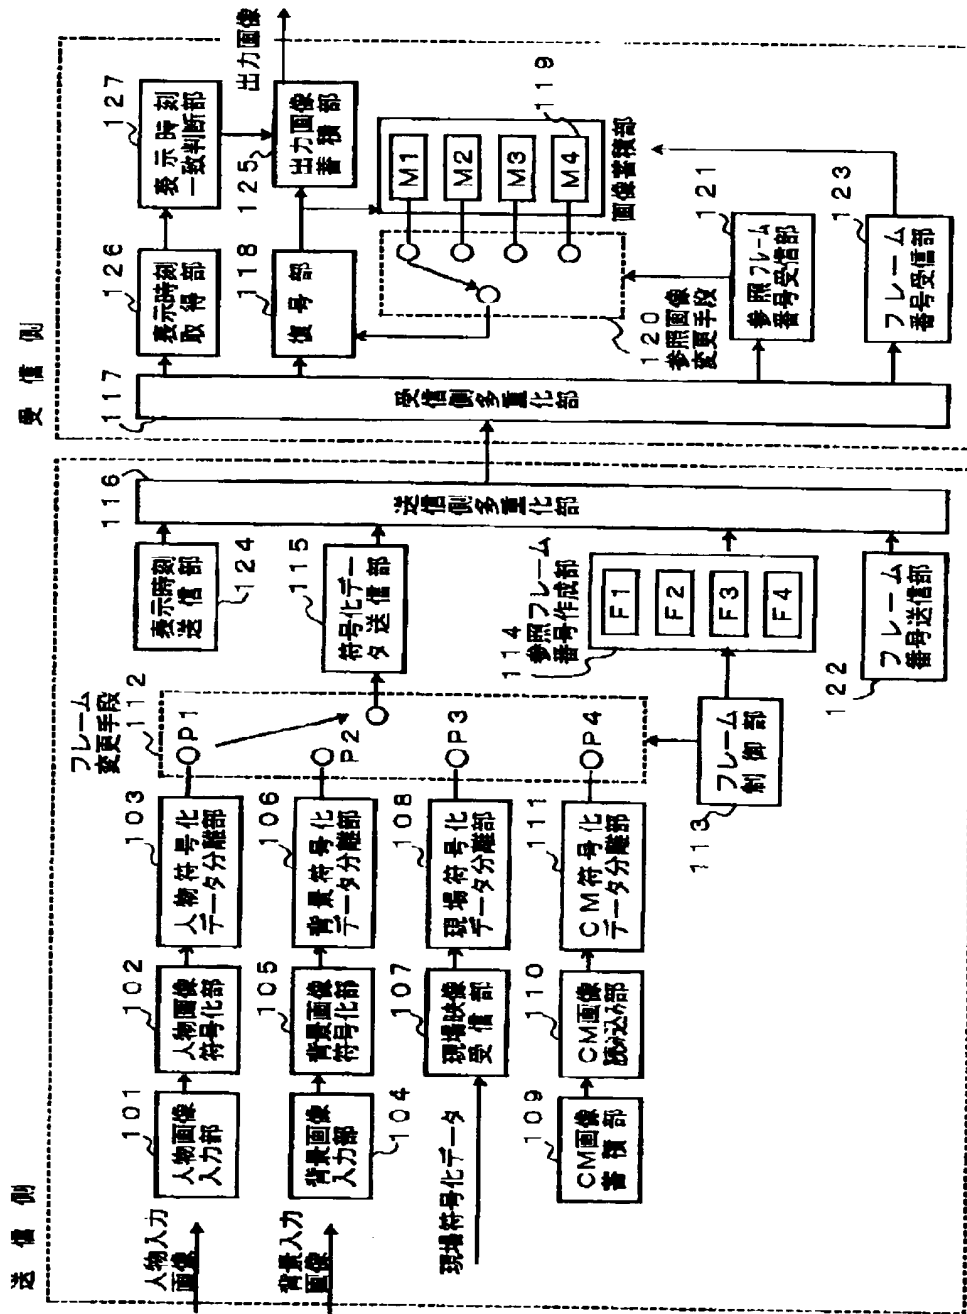 送信側
人物入力
画像
101
人物画像
入力部
102
人物画像
符号化部
103
人物符号化
データ分離部
背景入力
画像
104
背景画像
入力部
105
背景画像
符号化部
106
背景符号化
データ分離部
現場符号化データ
107
現場映像
受信部
108
現場符号化
データ分離部
109
CM画像
蓄積部
110
CM画像
読み込み部
111
CM符号化
データ分離部
フレーム
変更手段
112
P1
P2
P3
P4
113
フレーム
制御部
表示時刻
送信部
124
115
符号化デー
タ送信部
114
参照フレーム
番号作成部
F1
F2
F3
F4
122
フレーム
番号送信部
116
送信側多重化部
受信側
117
受信側多重化部
126
表示時刻
取得部
127
表示時刻
一致判断部
118
復号部
125
出力画像
蓄積部
出力画像
M1
M2
M3
M4
119
画像蓄積部
120
参照画像
変更手段
121
参照フレーム
番号受信部
123
フレーム
番号受信部